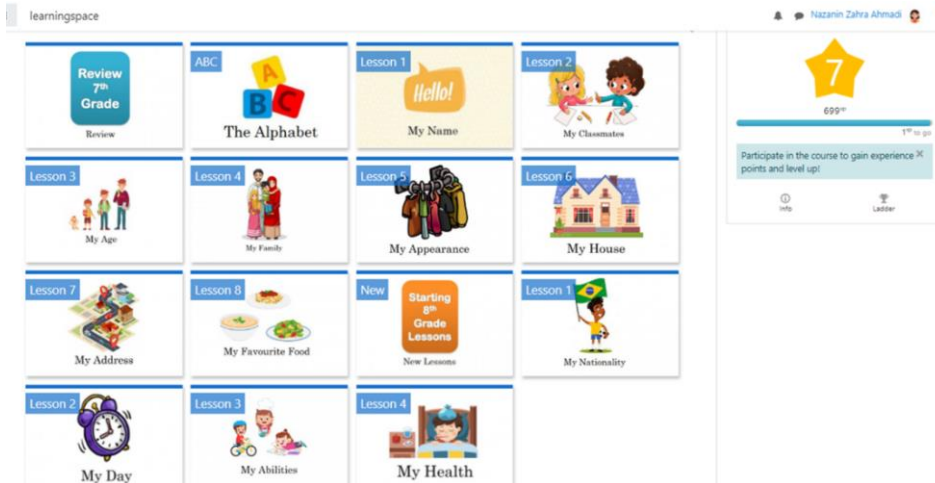 learningspace
Nazanin Zahra Ahmadi
Review
7th
Grade
Review
ABC
A
B
C
The Alphabet
Lesson 1
Hello!
My Name
Lesson 2
My Classmates
7
699xp
1xp to go
Participate in the course to gain experience
points and level up!
Info
Ladder
Lesson 3
My Age
Lesson 4
My Family
Lesson 5
My Appearance
Lesson 6
My House
Lesson 7
My Address
Lesson 8
My Favourite Food
New
Starting
8th
Grade
Lessons
New Lessons
Lesson 1
My Nationality
Lesson 2
My Day
Lesson 3
My Abilities
Lesson 4
My Health